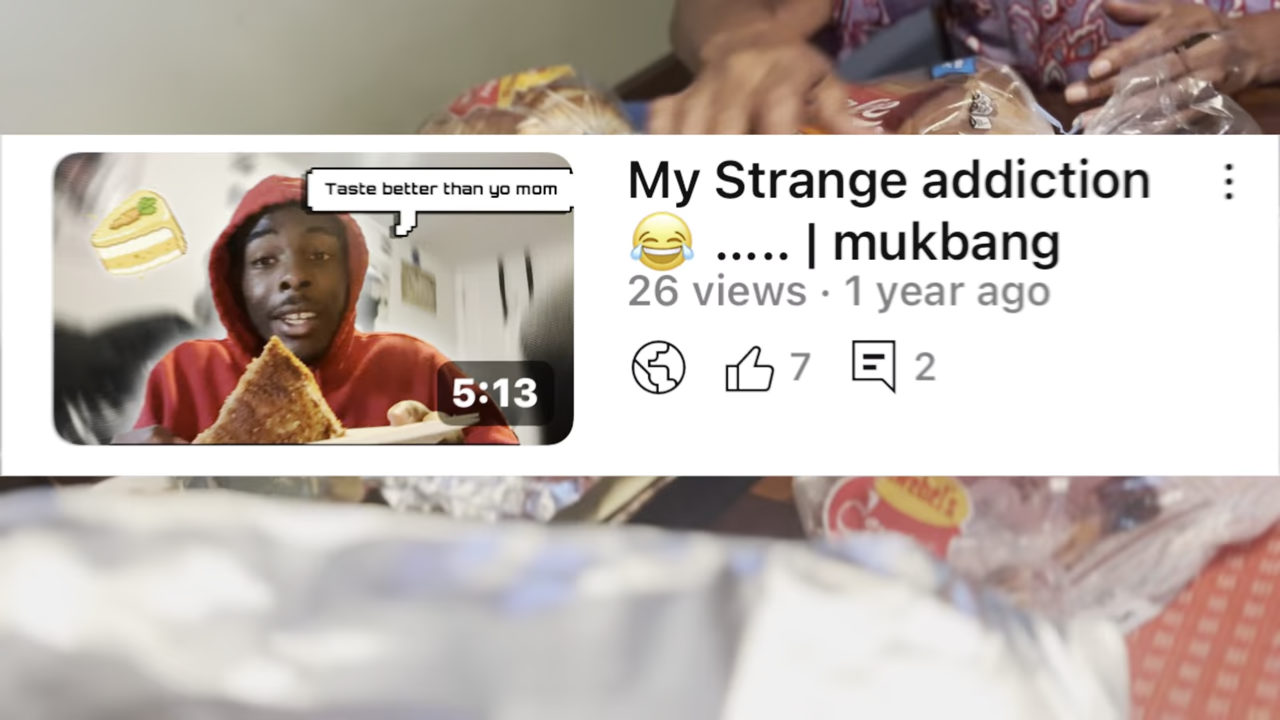 Taste better than yo mom
5:13
My Strange addiction
😂 ..... | mukbang
26 views · 1 year ago
7
2